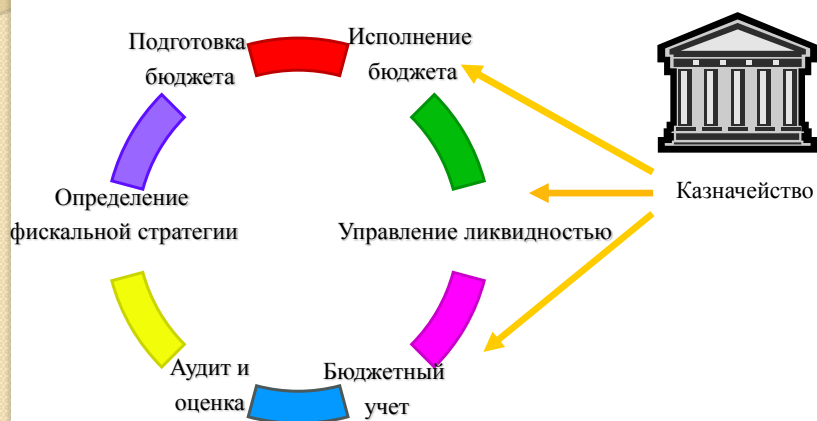 Подготовка
бюджета
Исполнение
бюджета
Казначейство
Определение
фискальной стратегии
Управление ликвидностью
Аудит и
оценка
Бюджетный
учет